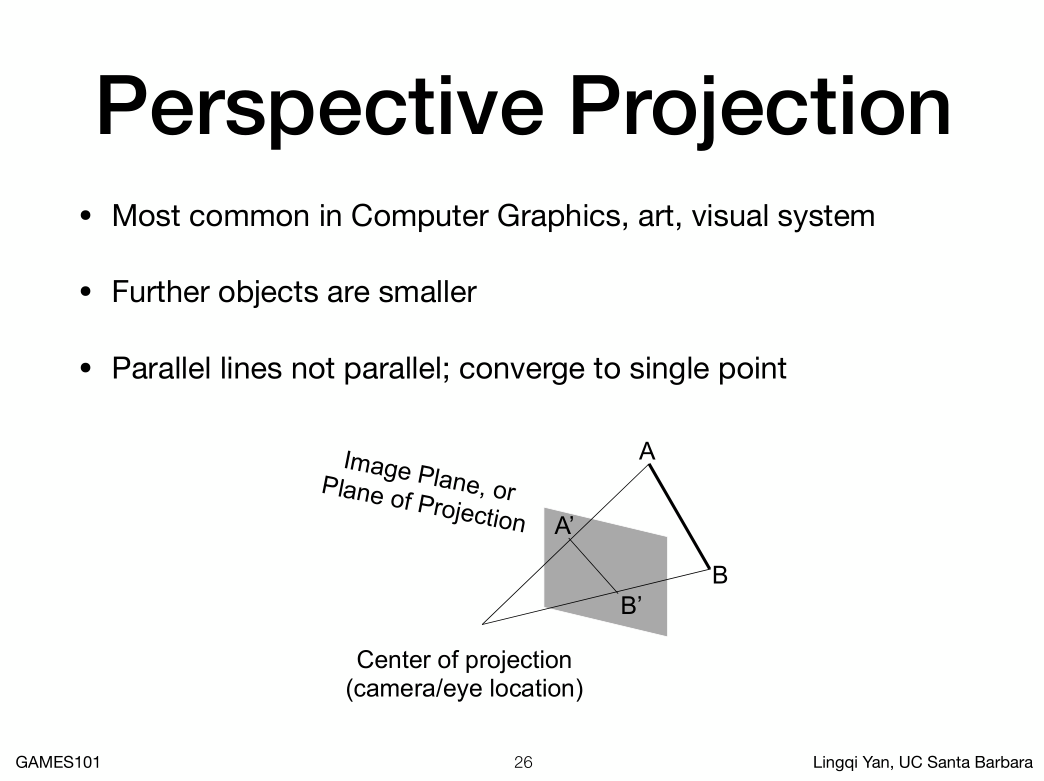 Perspective Projection
• Most common in Computer Graphics, art, visual system
• Further objects are smaller
• Parallel lines not parallel; converge to single point
Image Plane, or
Plane of Projection
A
A’
B
B’
Center of projection
(camera/eye location)
GAMES101
26
Lingqi Yan, UC Santa Barbara